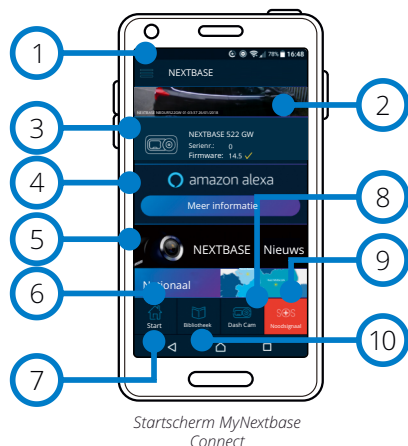 1
78% 16:48
NEXTBASE
2
3
NEXTBASE 522 GW
Serienr.: 0
Firmware: 14.5
4
amazon alexa
Meer informatie
8
5
NEXTBASE Nieuws
9
6
Nationaal
Start
Bibliotheek
Dash Cam
SOS
Noodsignaal
7
10
Startscherm MyNextbase
Connect